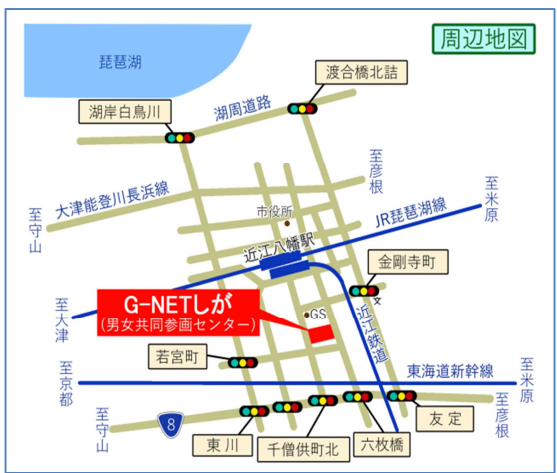 周辺地図
琵琶湖
渡合橋北詰
湖岸白鳥川
湖周道路
至彦根
至米原
大津能登川長浜線
至守山
市役所
JR琵琶湖線
近江八幡駅
金剛寺町
文
G-NETしが
(男女共同参画センター)
GS
近江鉄道
至大津
若宮町
至京都
東海道新幹線
至米原
至守山
8
至彦根
東川
千僧供町北
六枚橋
友定